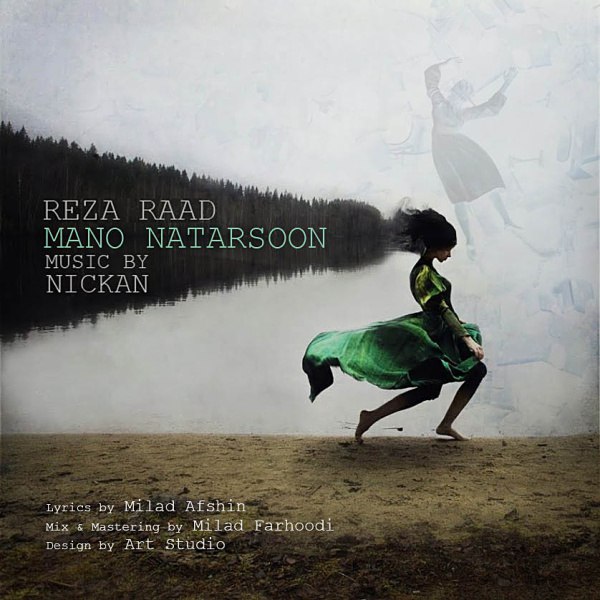 REZA RAAD
MANO NATARSOON
MUSIC BY
NICKAN
Lyrics by Milad Afshin
Mix & Mastering by Milad Farhoodi
Design by Art Studio